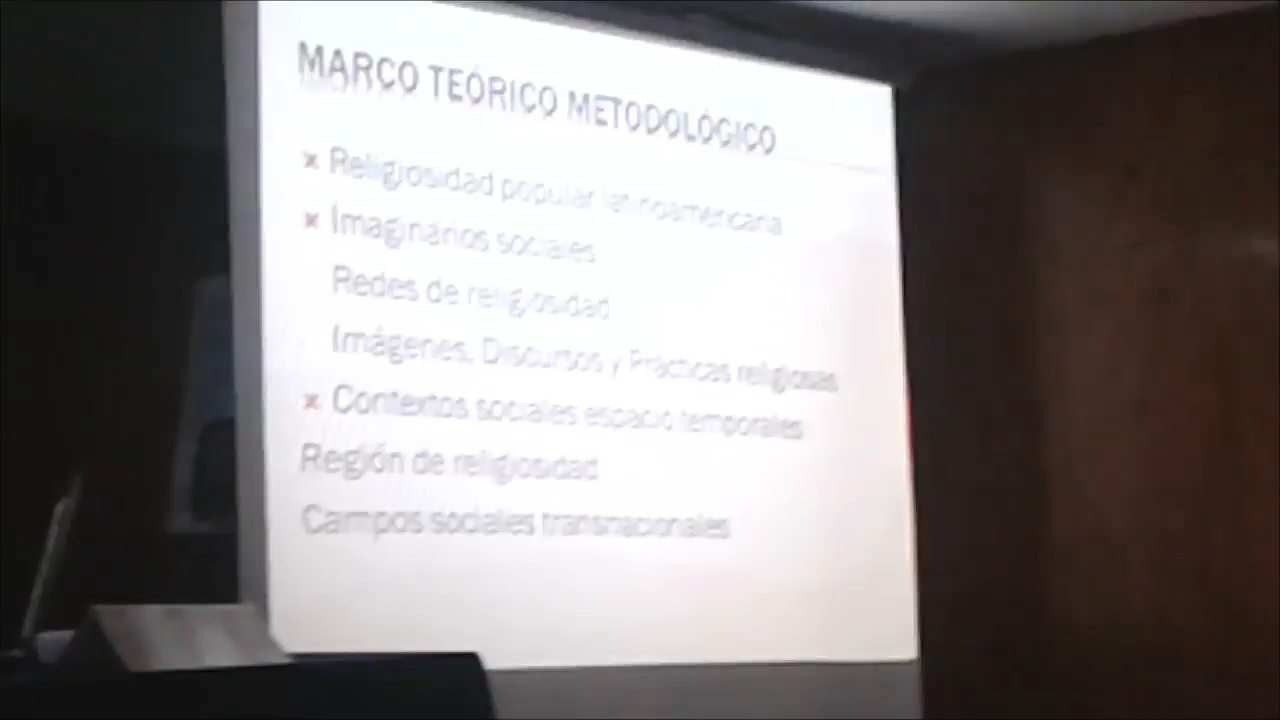 MARCO TEÓRICO METODOLÓGICO
Religiosidad popular latinoamericana
Imaginarios sociales
Redes de religiosidad
Imágenes, Discursos y Prácticas religiosas
Contextos sociales espacio temporales
Región de religiosidad
Campos sociales transnacionales